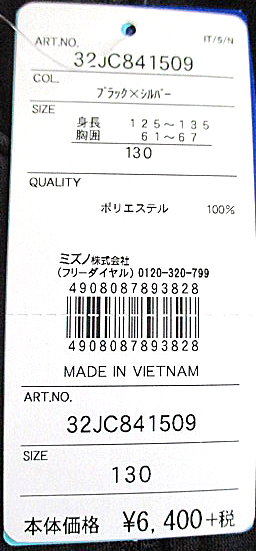 ART.NO.
IT/S/N
32JC841509
COL.
ブラック×シルバー
SIZE
身長 125~135
胸囲 61~67
130
QUALITY
ポリエステル 100%
ミズノ株式会社
(フリーダイヤル) 0120-320-799
4908087893828
4908087893828
MADE IN VIETNAM
ART.NO.
32JC841509
SIZE
130
本体価格 ¥6,400+税